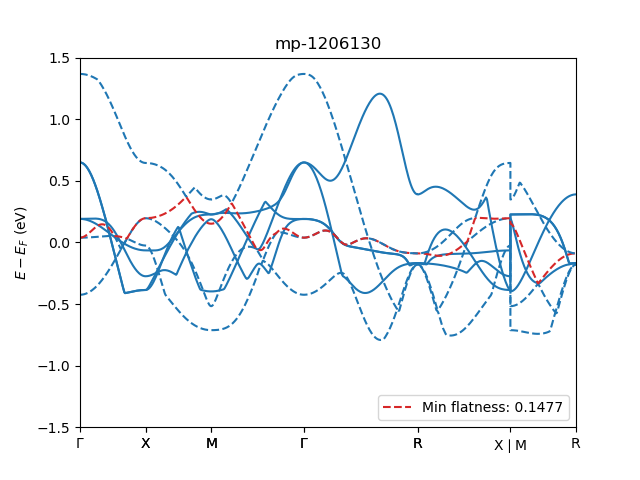 mp-1206130
1.5
1.0
0.5
0.0
−0.5
−1.0
−1.5
E − E_F (eV)
Min flatness: 0.1477
Γ X M Γ R X | M R